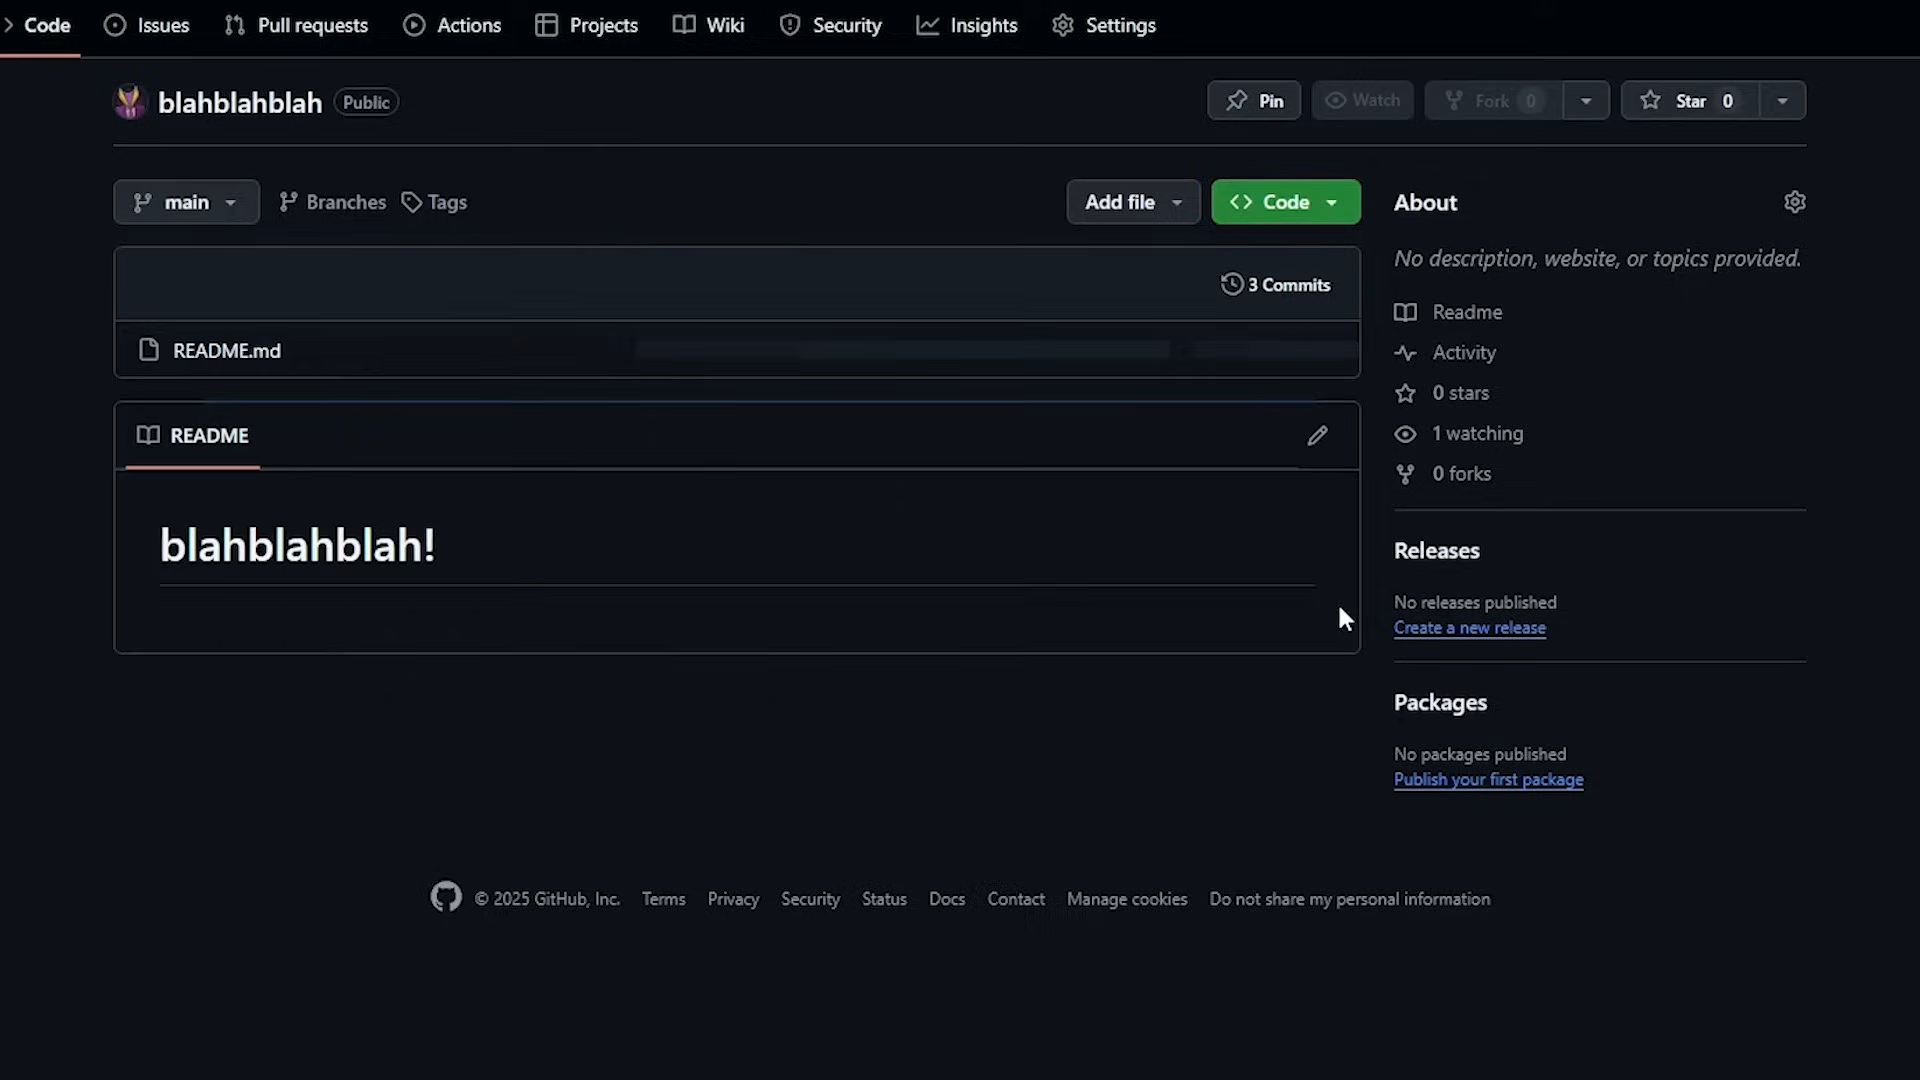 Code Issues Pull requests Actions Projects Wiki Security Insights Settings
blahblahblah Public Pin Watch Fork 0 Star 0
main Branches Tags Add file Code
3 Commits
README.md
README
blahblahblah!
About
No description, website, or topics provided.
Readme
Activity
0 stars
1 watching
0 forks
Releases
No releases published
Create a new release
Packages
No packages published
Publish your first package
© 2025 GitHub, Inc. Terms Privacy Security Status Docs Contact Manage cookies Do not share my personal information